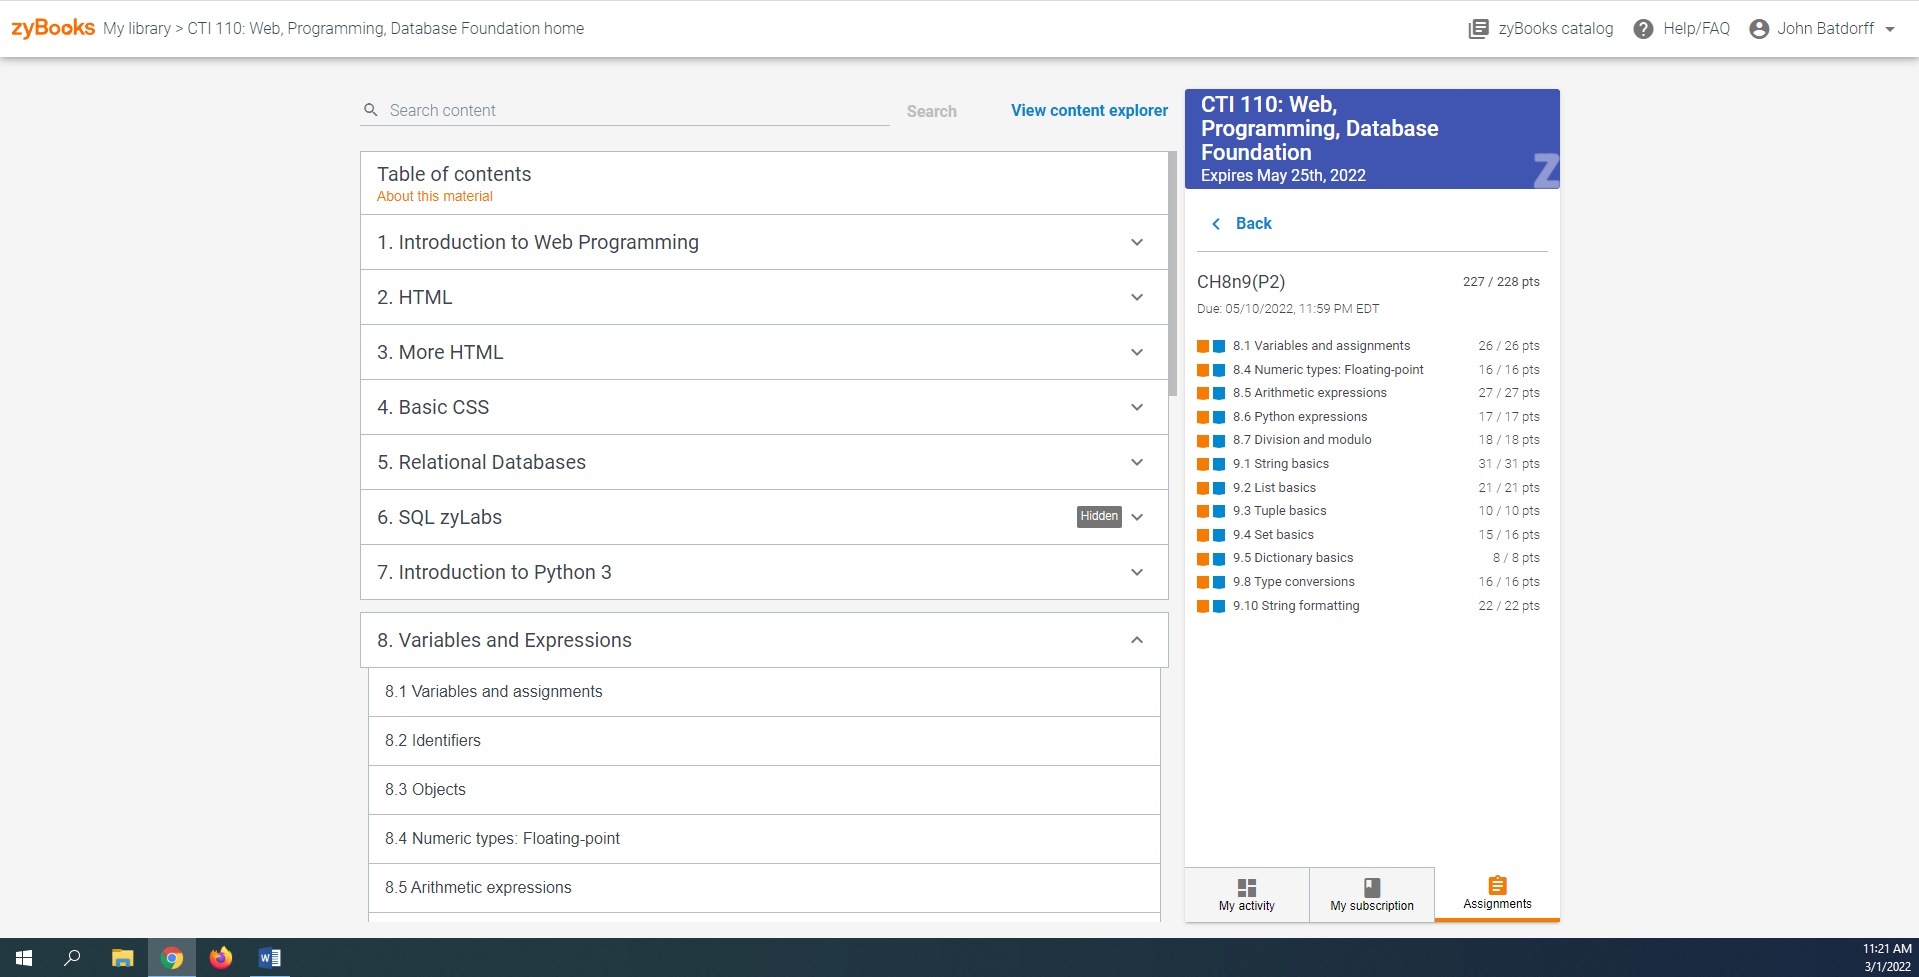 zyBooks My library > CTI 110: Web, Programming, Database Foundation home
zyBooks catalog
Help/FAQ
John Batdorff
Search content
Search
View content explorer
Table of contents
About this material
1. Introduction to Web Programming
2. HTML
3. More HTML
4. Basic CSS
5. Relational Databases
6. SQL zyLabs
Hidden
7. Introduction to Python 3
8. Variables and Expressions
8.1 Variables and assignments
8.2 Identifiers
8.3 Objects
8.4 Numeric types: Floating-point
8.5 Arithmetic expressions
CTI 110: Web,
Programming, Database
Foundation
Expires May 25th, 2022
Z
Back
CH8n9(P2) 227 / 228 pts
Due: 05/10/2022, 11:59 PM EDT
8.1 Variables and assignments 26 / 26 pts
8.4 Numeric types: Floating-point 16 / 16 pts
8.5 Arithmetic expressions 27 / 27 pts
8.6 Python expressions 17 / 17 pts
8.7 Division and modulo 18 / 18 pts
9.1 String basics 31 / 31 pts
9.2 List basics 21 / 21 pts
9.3 Tuple basics 10 / 10 pts
9.4 Set basics 15 / 16 pts
9.5 Dictionary basics 8 / 8 pts
9.8 Type conversions 16 / 16 pts
9.10 String formatting 22 / 22 pts
My activity
My subscription
Assignments
11:21 AM
3/1/2022